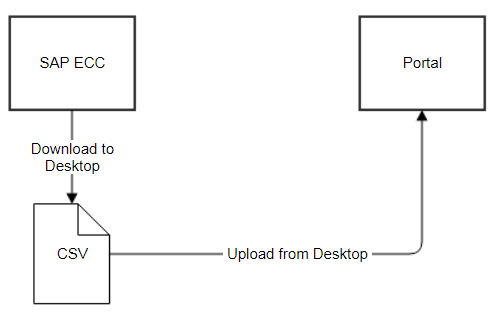 SAP ECC
Portal
Download to
Desktop
CSV
Upload from Desktop